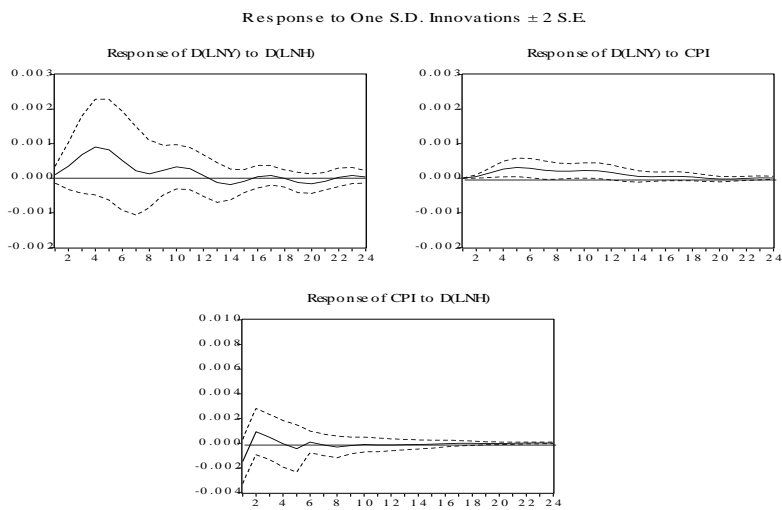 Response to One S.D. Innovations ± 2 S.E.
Response of D(LNY) to D(LNH)
0.003
0.002
0.001
0.000
-0.001
-0.002
2 4 6 8 10 12 14 16 18 20 22 24
Response of D(LNY) to CPI
0.003
0.002
0.001
0.000
-0.001
-0.002
2 4 6 8 10 12 14 16 18 20 22 24
Response of CPI to D(LNH)
0.010
0.008
0.006
0.004
0.002
0.000
-0.002
-0.004
2 4 6 8 10 12 14 16 18 20 22 24